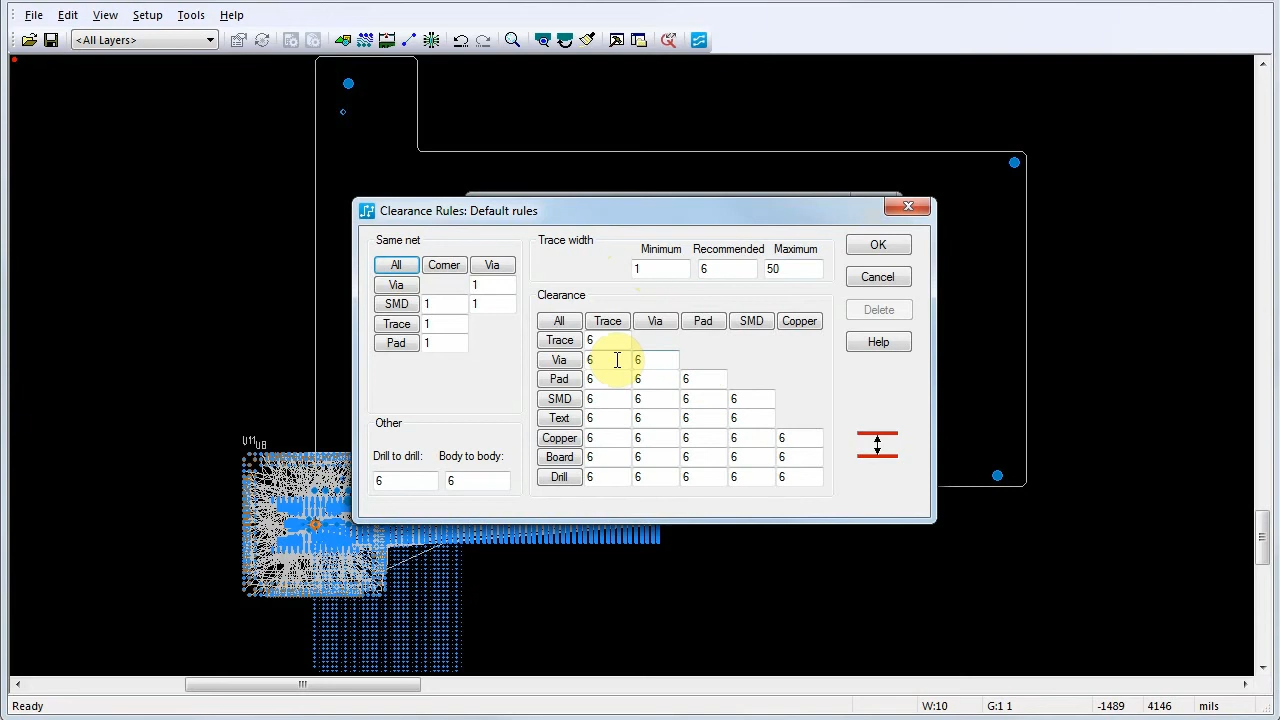 File Edit View Setup Tools Help
<All Layers>
Clearance Rules: Default rules
Same net
All Corner Via
Via 1
SMD 1 1
Trace 1
Pad 1
Other
Drill to drill: Body to body:
6 6
Trace width
Minimum Recommended Maximum
1 6 50
Clearance
All Trace Via Pad SMD Copper
Trace 6
Via 6 6
Pad 6 6 6
SMD 6 6 6 6
Text 6 6 6 6
Copper 6 6 6 6 6
Board 6 6 6 6 6
Drill 6 6 6 6 6
OK
Cancel
Delete
Help
U11 U8
Ready W:10 G:1 1 -1489 4146 mils